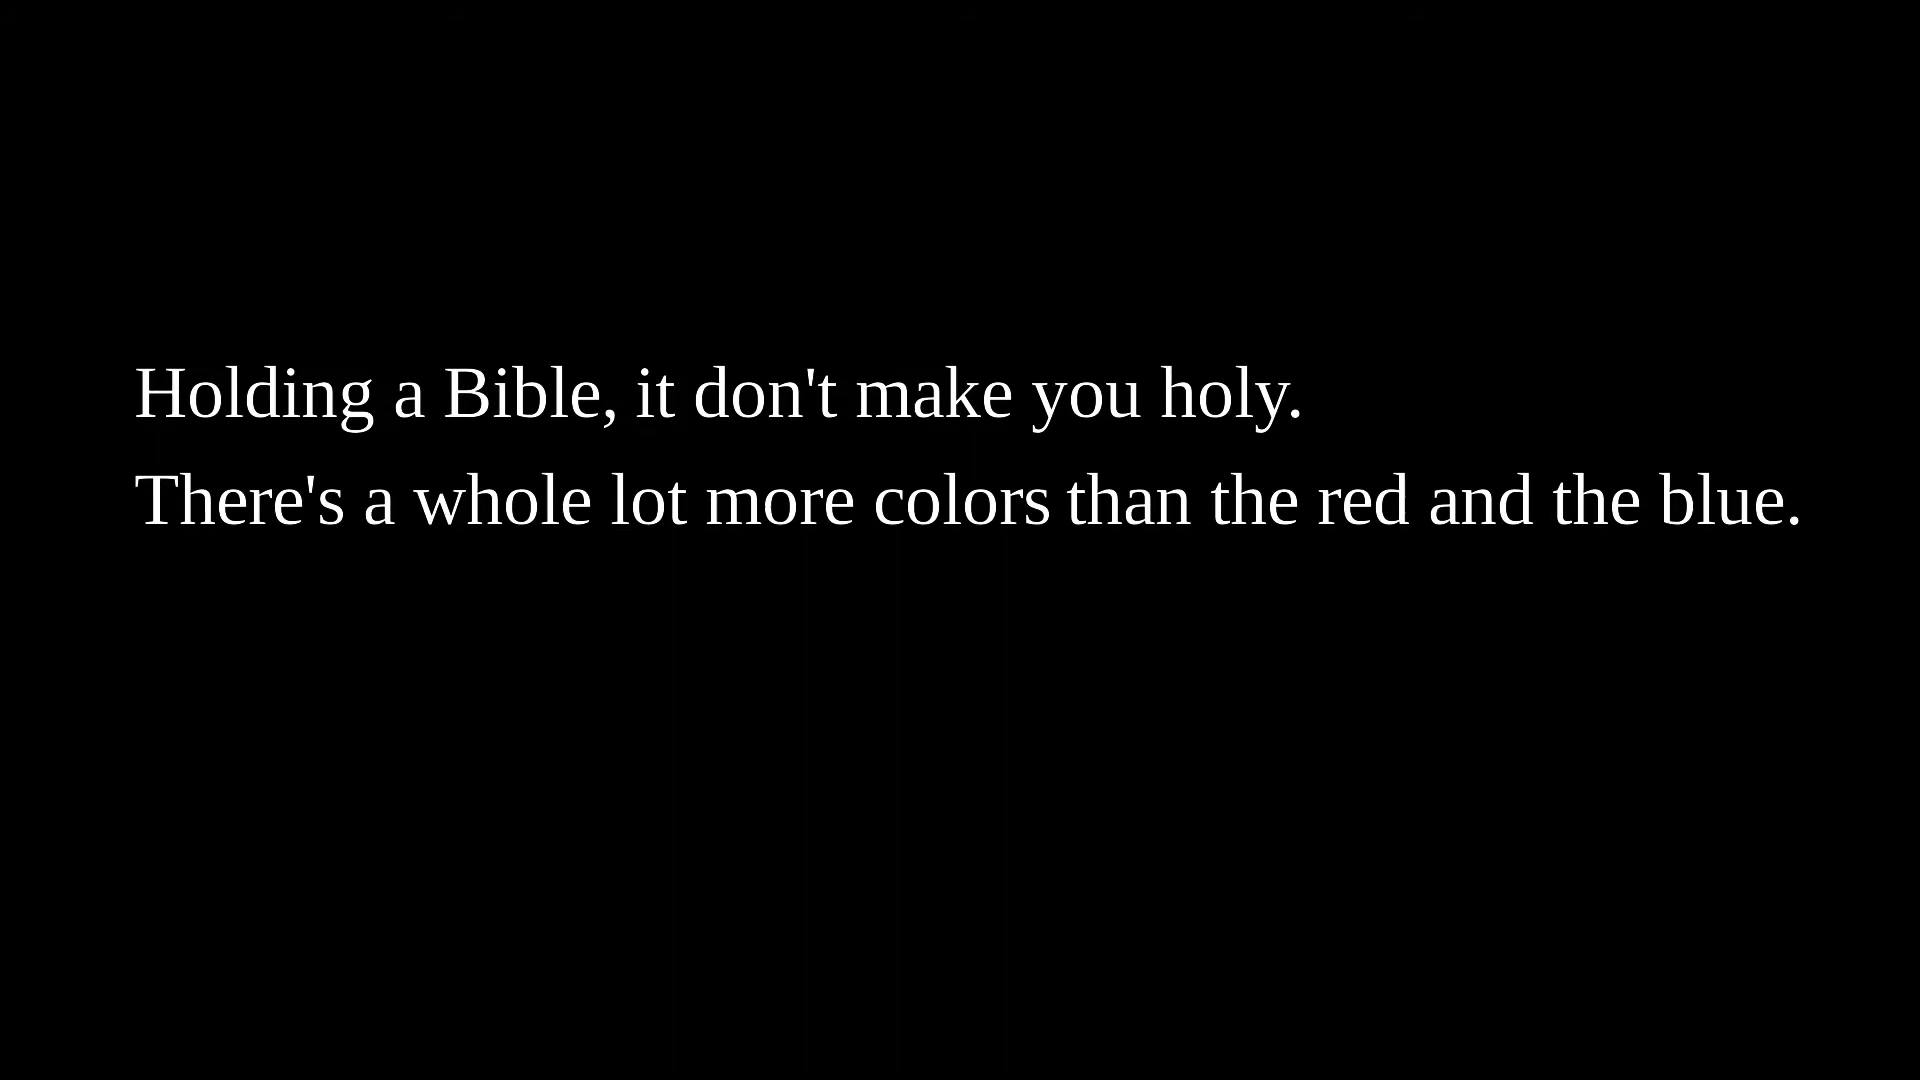 Holding a Bible, it don't make you holy.
There's a whole lot more colors than the red and the blue.